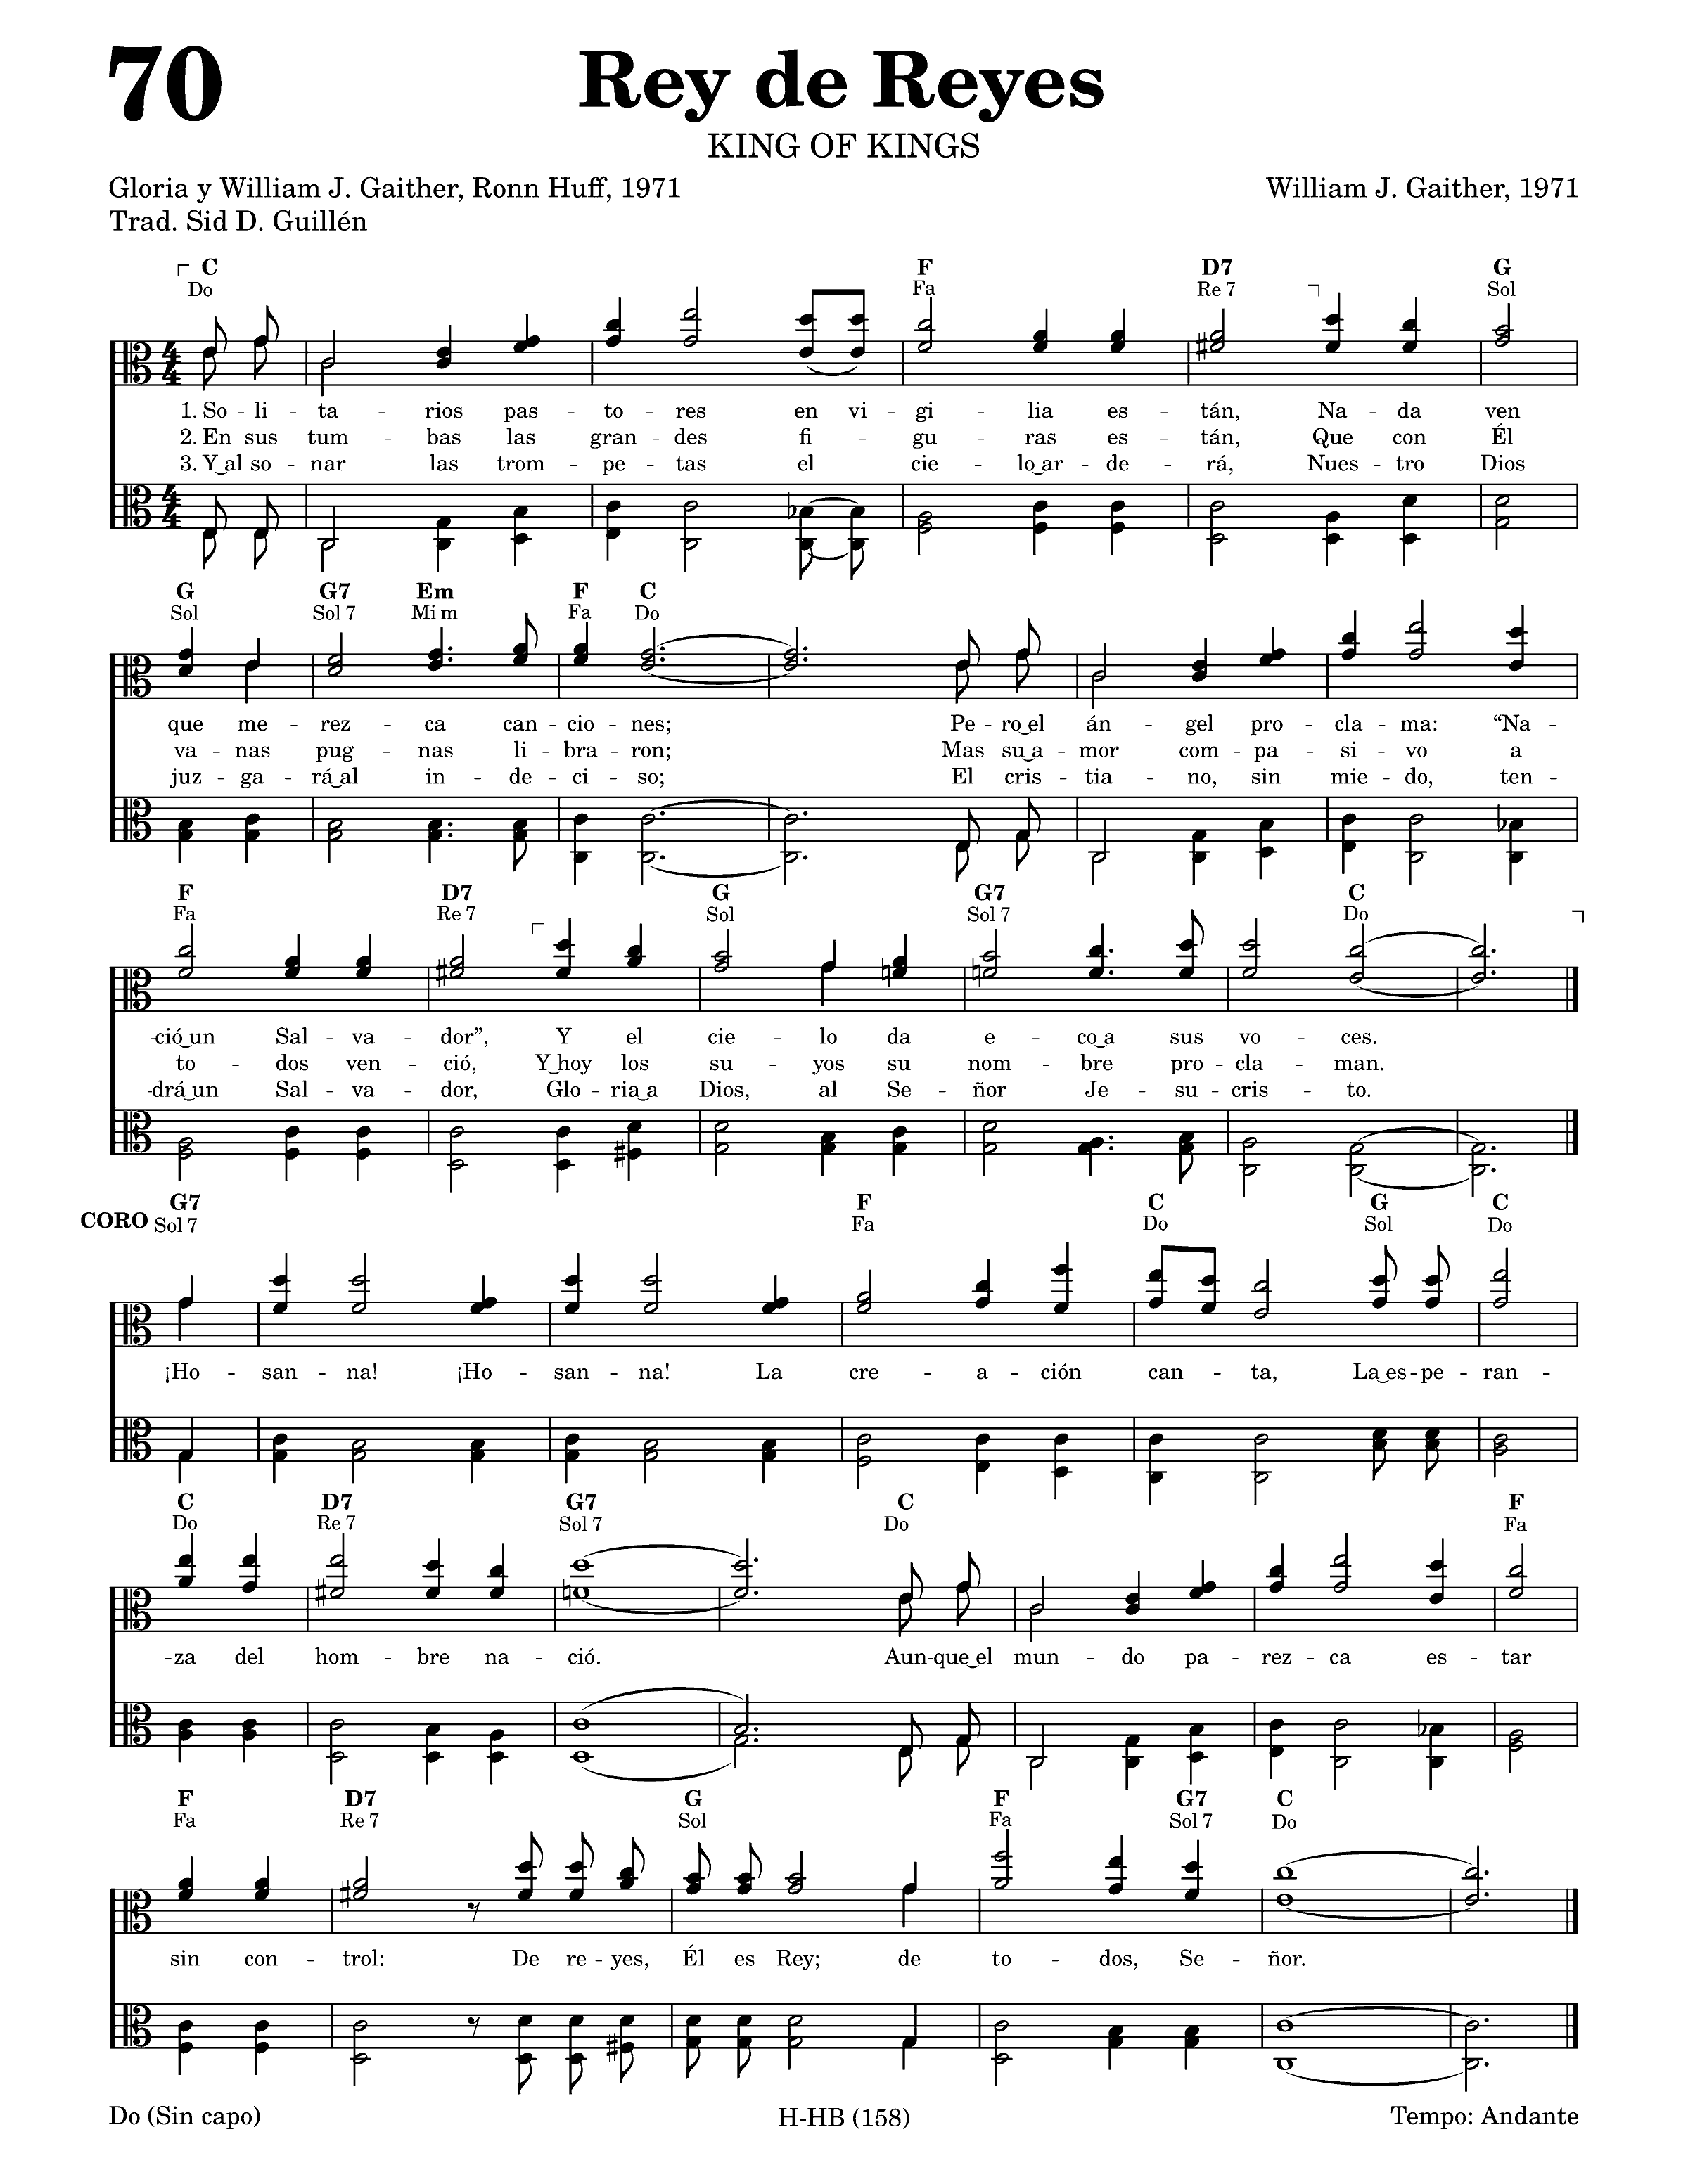 70 Rey de Reyes
KING OF KINGS
Gloria y William J. Gaither, Ronn Huff, 1971 William J. Gaither, 1971
Trad. Sid D. Guillén
C F D7 G
Do Fa Re 7 Sol
4 4
1. So – li – ta – rios pas – to – res en vi – gi – lia es – tán, Na – da ven
2. En sus tum – bas las gran – des fi – gu – ras es – tán, Que con Él
3. Y‿al so – nar las trom – pe – tas el cie – lo‿ar – de – rá, Nues – tro Dios
4 4
G G7 Em F C
Sol Sol 7 Mi m Fa Do
que me – rez – ca can – cio – nes; Pe – ro‿el án – gel pro – cla – ma: “Na –
va – nas pug – nas li – bra – ron; Mas su‿a – mor com – pa – si – vo a
juz – ga – rá‿al in – de – ci – so; El cris – tia – no, sin mie – do, ten –
F D7 G G7 C
Fa Re 7 Sol Sol 7 Do
–ció‿un Sal – va – dor”, Y el cie – lo da e – co‿a sus vo – ces.
to – dos ven – ció, Y‿hoy los su – yos su nom – bre pro – cla – man.
–drá‿un Sal – va – dor, Glo – ria‿a Dios, al Se – ñor Je – su – cris – to.
CORO G7 F C G C
Sol 7 Fa Do Sol Do
¡Ho – san – na! ¡Ho – san – na! La cre – a – ción can – ta, La‿es – pe – ran –
C D7 G7 C F
Do Re 7 Sol 7 Do Fa
–za del hom – bre na – ció. Aun – que‿el mun – do pa – rez – ca es – tar
F D7 G F G7 C
Fa Re 7 Sol Fa Sol 7 Do
sin con – trol: De re – yes, Él es Rey; de to – dos, Se – ñor.
Do (Sin capo) H-HB (158) Tempo: Andante